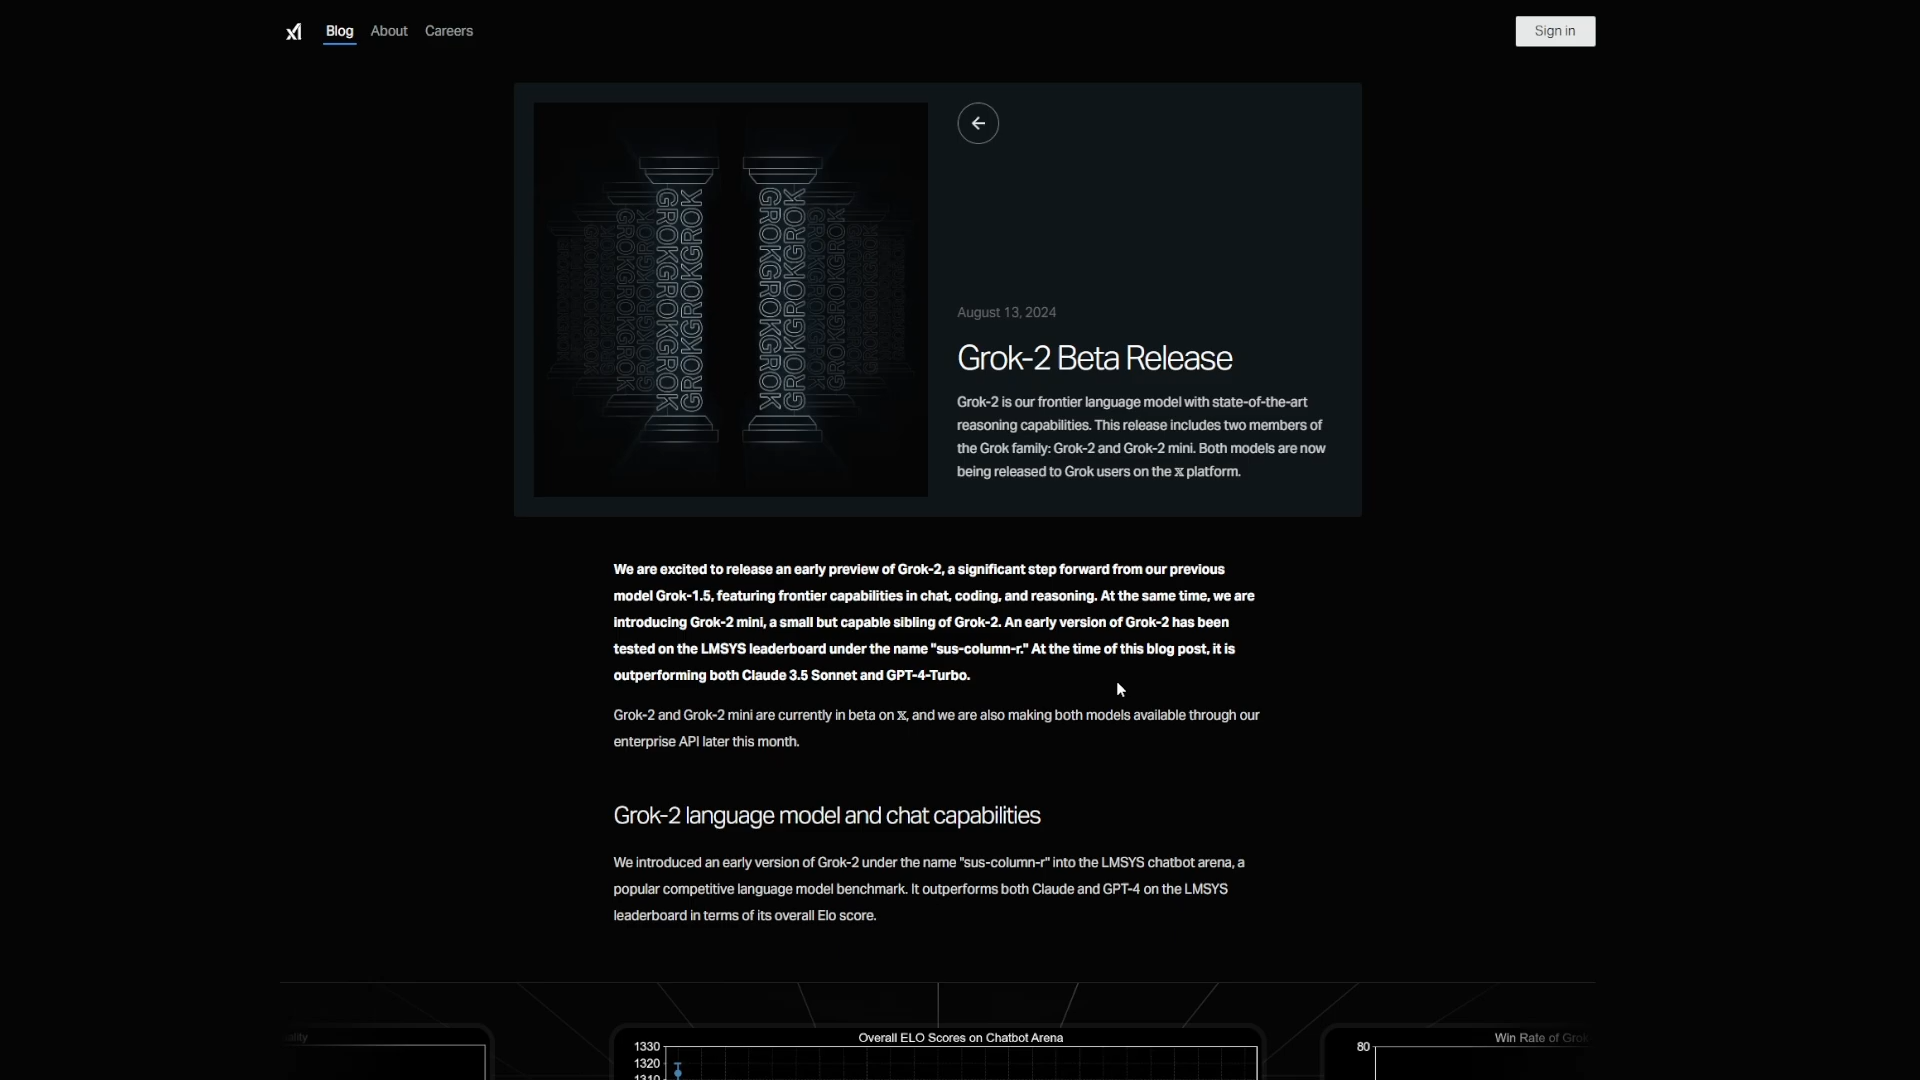 Blog About Careers
Sign in
GROKGROKGROK
GROKGROKGROK
GROKGROKGROK
GROKGROKGROK
August 13, 2024
Grok-2 Beta Release
Grok-2 is our frontier language model with state-of-the-art
reasoning capabilities. This release includes two members of
the Grok family: Grok-2 and Grok-2 mini. Both models are now
being released to Grok users on the 𝕏 platform.
We are excited to release an early preview of Grok-2, a significant step forward from our previous
model Grok-1.5, featuring frontier capabilities in chat, coding, and reasoning. At the same time, we are
introducing Grok-2 mini, a small but capable sibling of Grok-2. An early version of Grok-2 has been
tested on the LMSYS leaderboard under the name "sus-column-r." At the time of this blog post, it is
outperforming both Claude 3.5 Sonnet and GPT-4-Turbo.
Grok-2 and Grok-2 mini are currently in beta on 𝕏, and we are also making both models available through our
enterprise API later this month.
Grok-2 language model and chat capabilities
We introduced an early version of Grok-2 under the name "sus-column-r" into the LMSYS chatbot arena, a
popular competitive language model benchmark. It outperforms both Claude and GPT-4 on the LMSYS
leaderboard in terms of its overall Elo score.
Overall ELO Scores on Chatbot Arena
1330
1320
1310
Win Rate of Grok
80